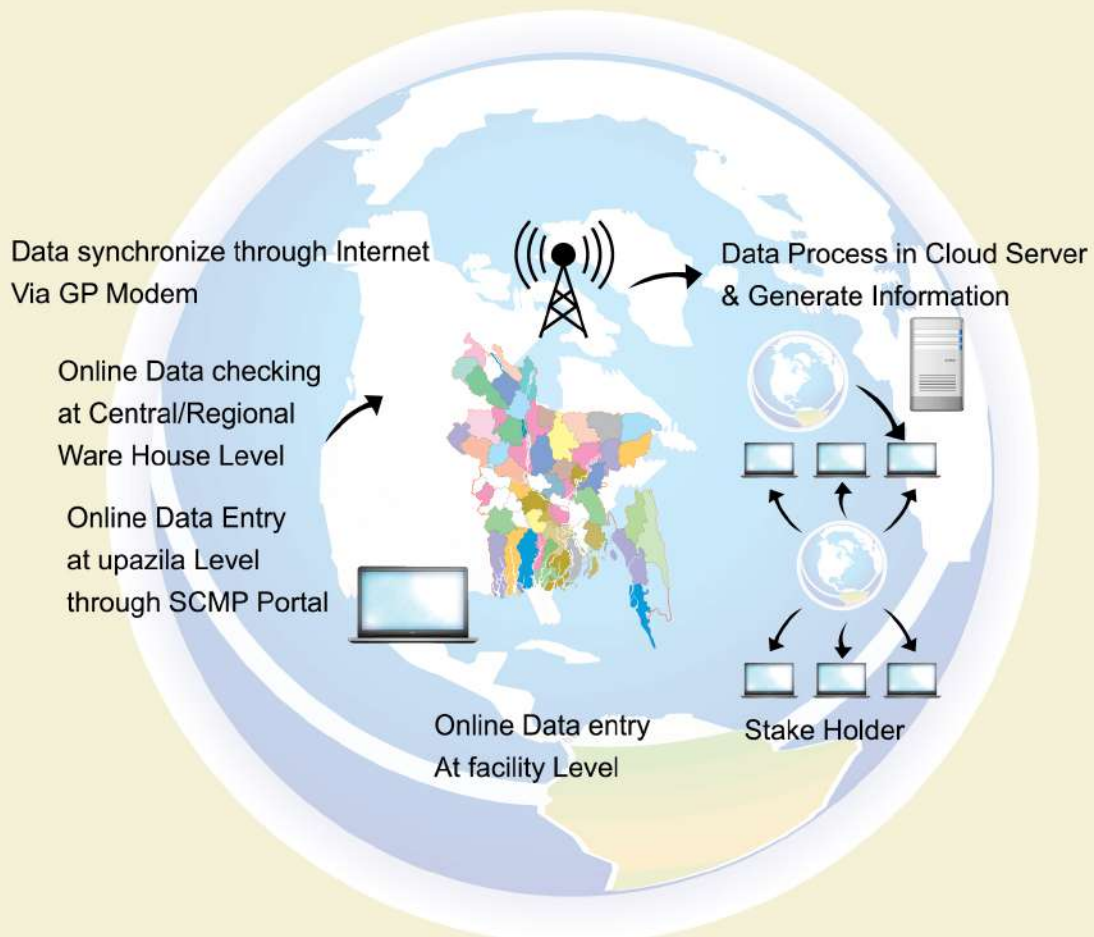 Data synchronize through Internet
Via GP Modem
Data Process in Cloud Server
& Generate Information
Online Data checking
at Central/Regional
Ware House Level
Online Data Entry
at upazila Level
through SCMP Portal
Online Data entry
At facility Level
Stake Holder